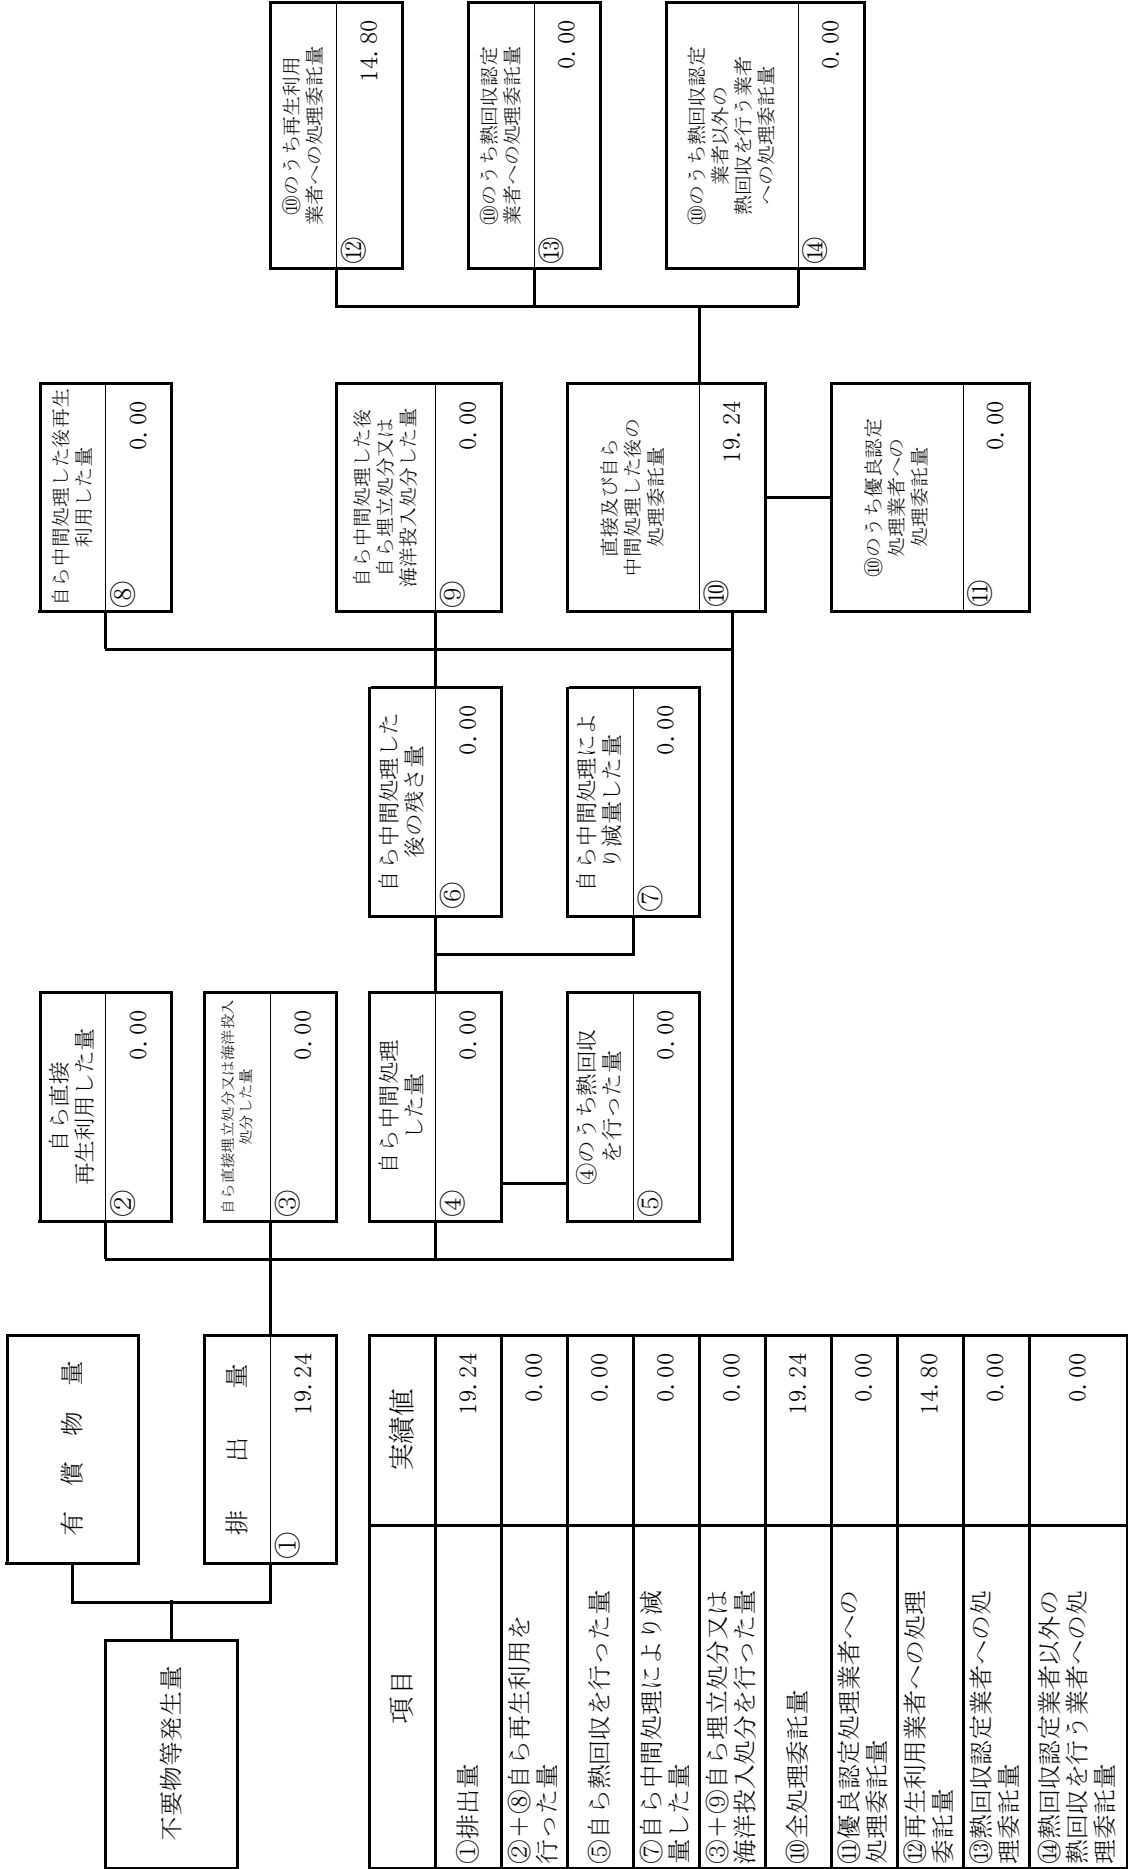 不要物等発生量
有償物量
排出量
①
19.24
自ら直接
再生利用した量
②
0.00
自ら直接埋立処分又は海洋投入
処分した量
③
0.00
自ら中間処理
した量
④
0.00
④のうち熱回収
を行った量
⑤
0.00
自ら中間処理した
後の残さ量
⑥
0.00
自ら中間処理によ
り減量した量
⑦
0.00
自ら中間処理した後再生
利用した量
⑧
0.00
自ら中間処理した後
自ら埋立処分又は
海洋投入処分した量
⑨
0.00
直接及び自ら
中間処理した後の
処理委託量
⑩
19.24
⑩のうち優良認定
処理業者への
処理委託量
⑪
0.00
⑩のうち再生利用
業者への処理委託量
⑫
14.80
⑩のうち熱回収認定
業者への処理委託量
⑬
0.00
⑩のうち熱回収認定
業者以外の
熱回収を行う業者
への処理委託量
⑭
0.00
項目 実績値
①排出量 19.24
②+⑧自ら再生利用を
行った量 0.00
⑤自ら熱回収を行った量 0.00
⑦自ら中間処理により減
量した量 0.00
③+⑨自ら埋立処分又は
海洋投入処分を行った量 0.00
⑩全処理委託量 19.24
⑪優良認定処理業者への
処理委託量 0.00
⑫再生利用業者への処理
委託量 14.80
⑬熱回収認定業者への処
理委託量 0.00
⑭熱回収認定業者以外の
熱回収を行う業者への処
理委託量 0.00